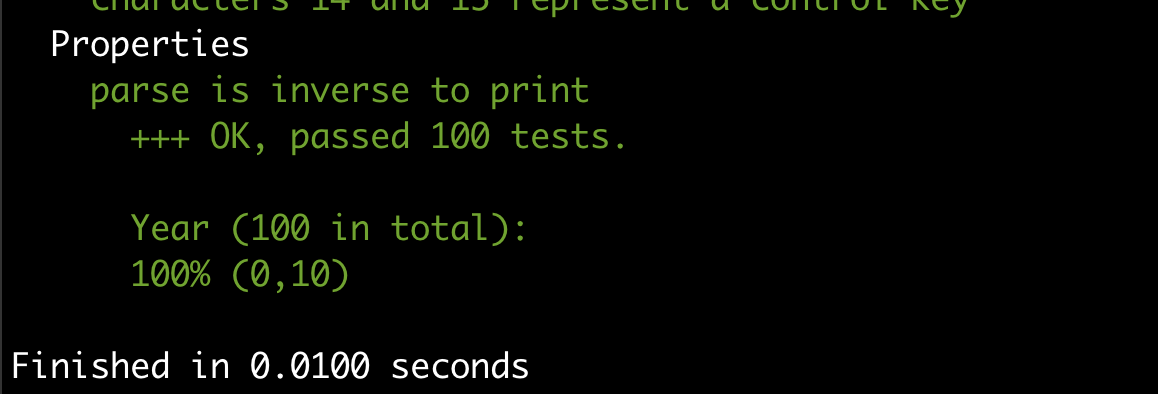 characters 14 and 15 represent a control key
Properties
parse is inverse to print
+++ OK, passed 100 tests.
Year (100 in total):
100% (0,10)
Finished in 0.0100 seconds